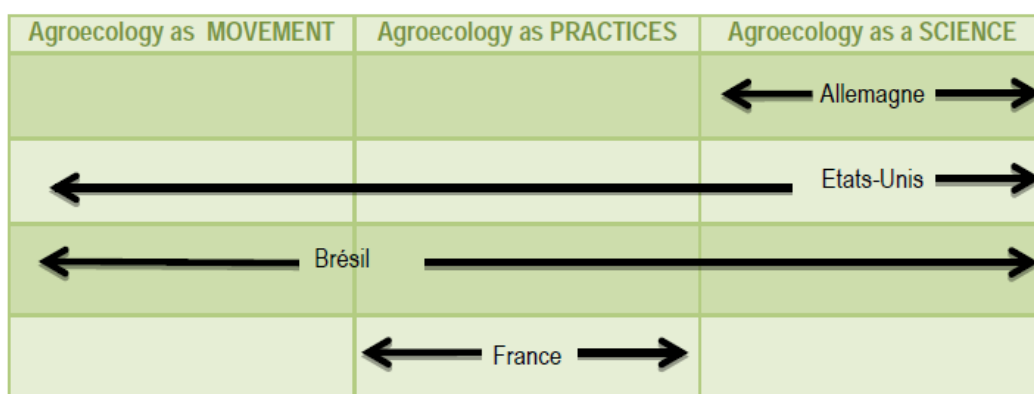 Agroecology as MOVEMENT
Agroecology as PRACTICES
Agroecology as a SCIENCE
Allemagne
Etats-Unis
Brésil
France